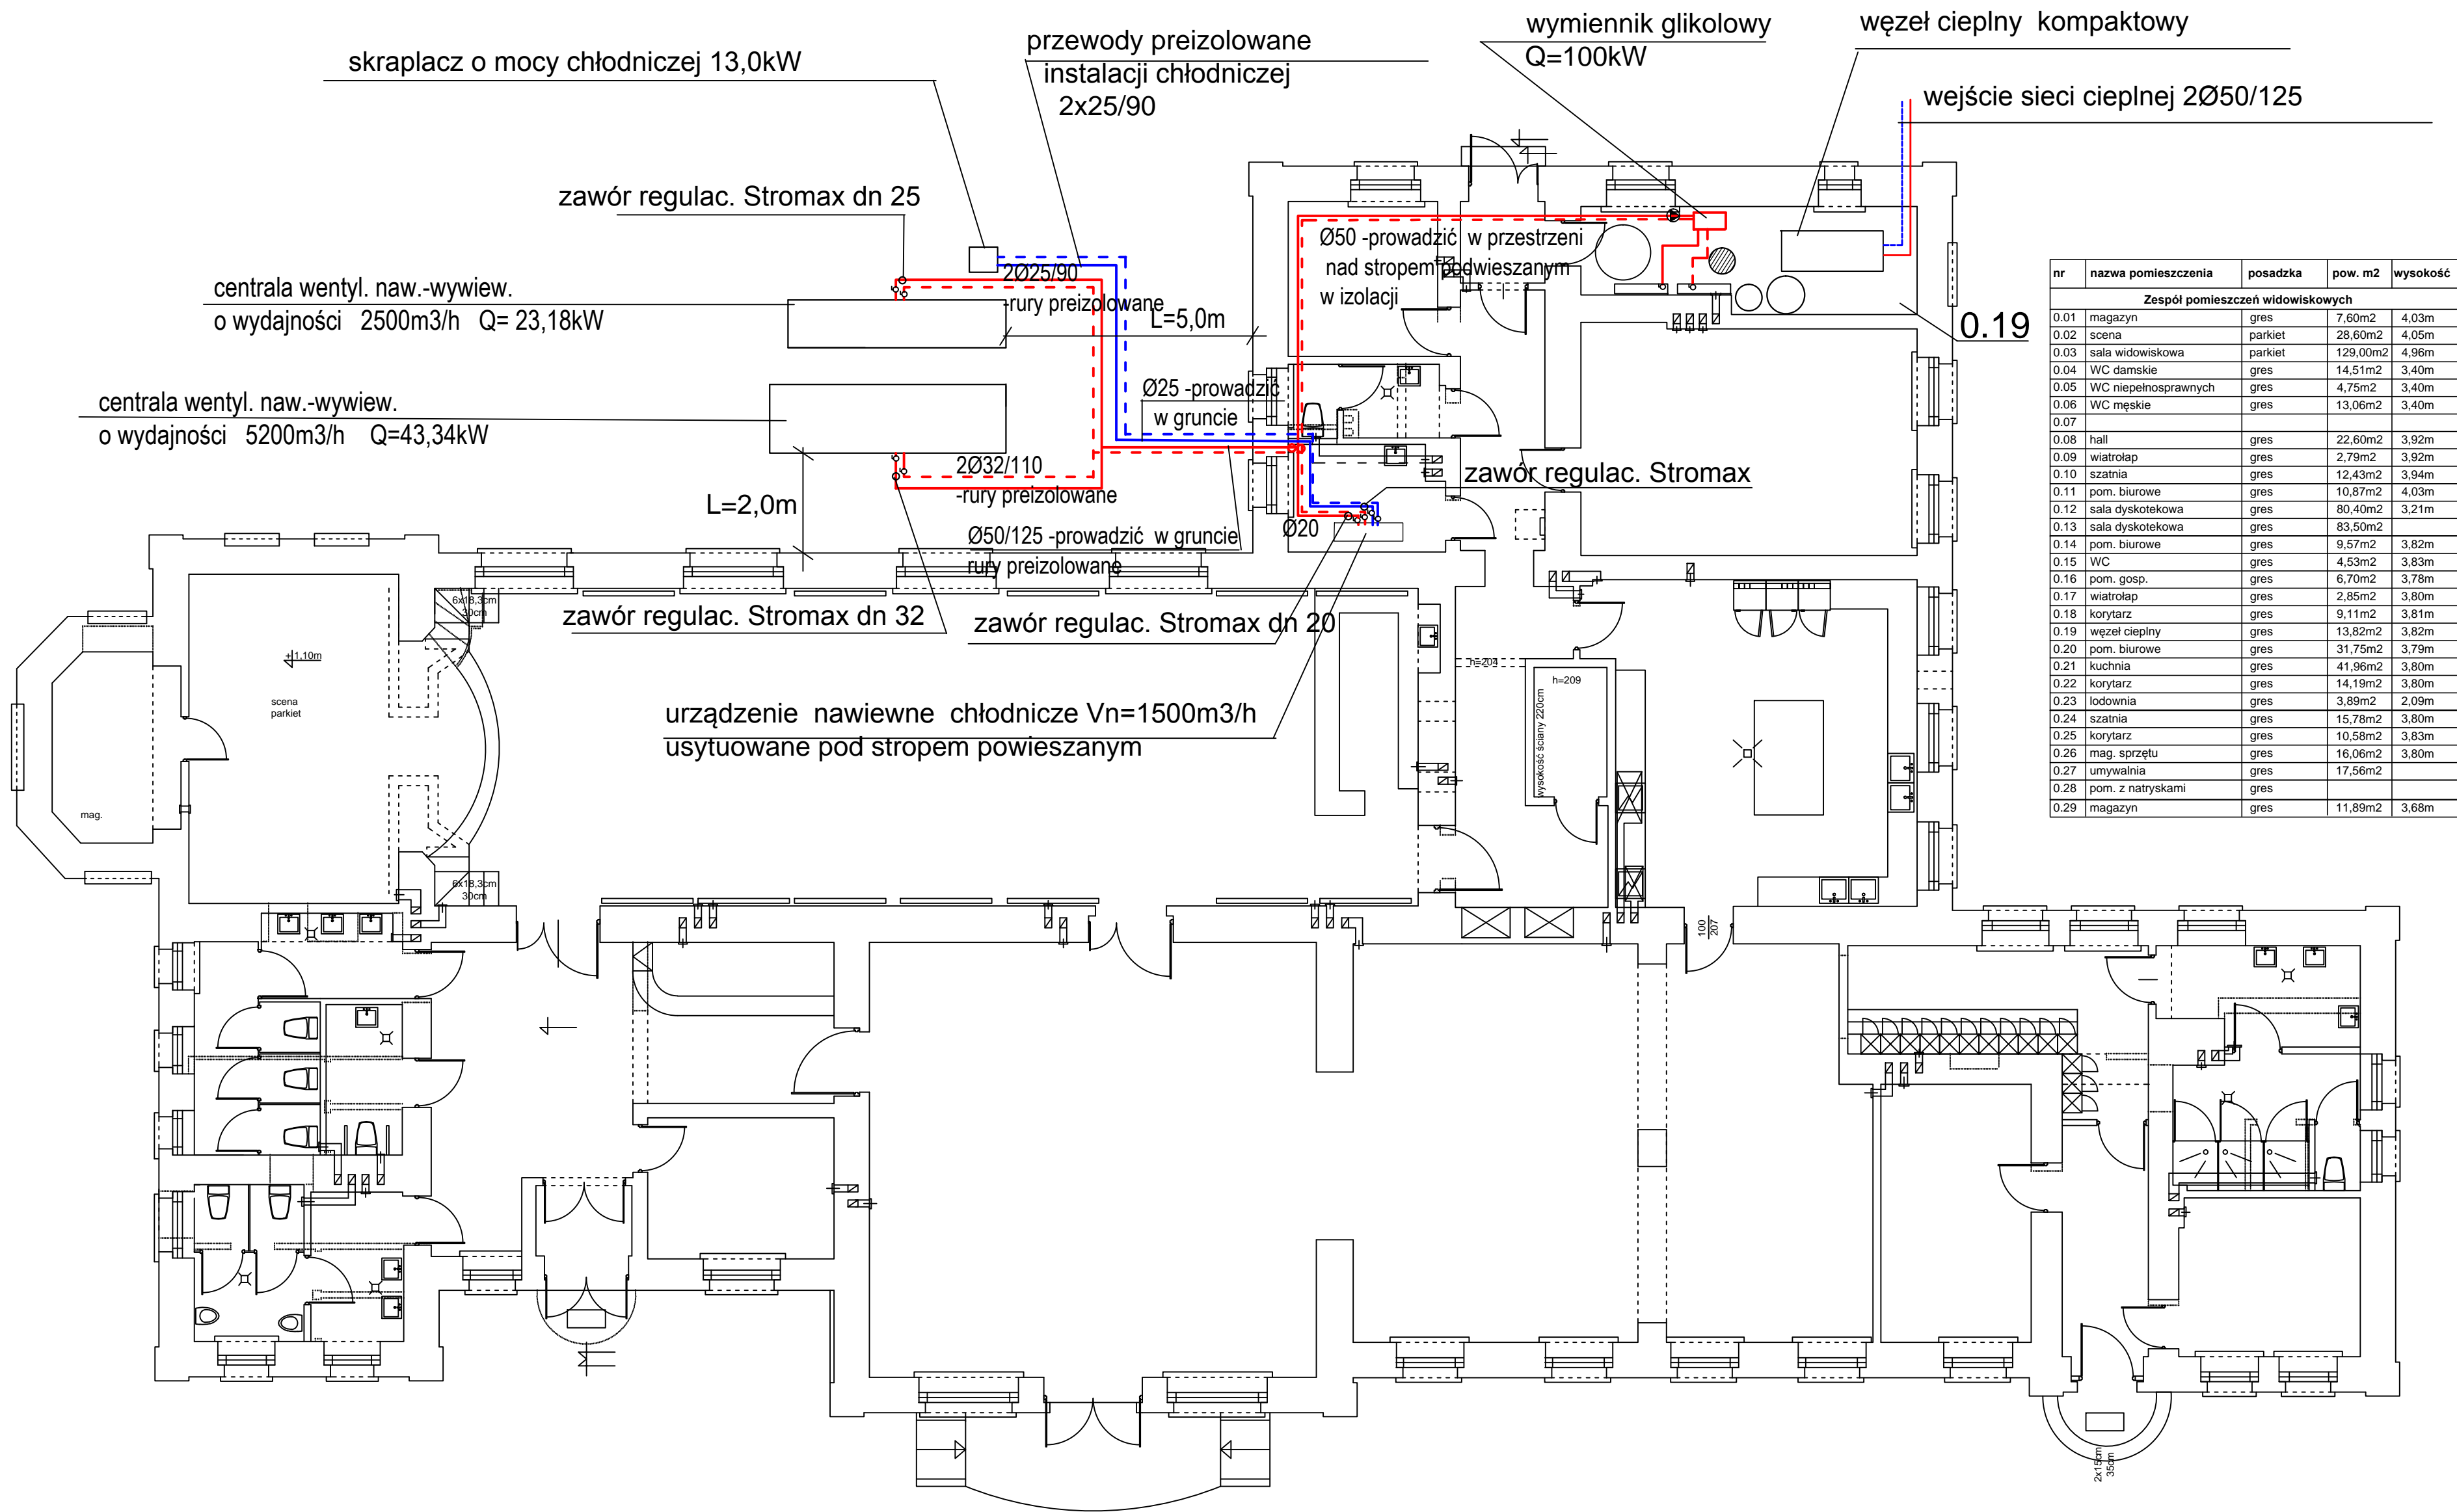 wymiennik glikolowy
Q=100kW
węzeł cieplny  kompaktowy
przewody preizolowane
instalacji chłodniczej
2x25/90
skraplacz o mocy chłodniczej 13,0kW
wejście sieci cieplnej 2Ø50/125
zawór regulac. Stromax dn 25
centrala wentyl. naw.-wywiew.
o wydajności   2500m3/h   Q= 23,18kW
2Ø25/90
-rury preizolowane
L=5,0m
Ø50 -prowadzić  w przestrzeni
nad stropem podwieszanym
w izolacji
0.19
centrala wentyl. naw.-wywiew.
o wydajności   5200m3/h    Q=43,34kW
Ø25 -prowadzić
w gruncie
2Ø32/110
-rury preizolowane
zawór regulac. Stromax
L=2,0m
Ø20
Ø50/125 -prowadzić  w gruncie
rury preizolowane
zawór regulac. Stromax dn 32
zawór regulac. Stromax dn 20
urządzenie  nawiewne  chłodnicze Vn=1500m3/h
usytuowane pod stropem powieszanym
6x18,3cm
30cm
+1,10m
scena
parkiet
mag.
6x18,3cm
30cm
h=204
h=209
wysokość ściany 220cm
100
207
2x15cm
35cm
nr nazwa pomieszczenia posadzka pow. m2 wysokość
Zespół pomieszczeń widowiskowych
0.01 magazyn gres 7,60m2 4,03m
0.02 scena parkiet 28,60m2 4,05m
0.03 sala widowiskowa parkiet 129,00m2 4,96m
0.04 WC damskie gres 14,51m2 3,40m
0.05 WC niepełnosprawnych gres 4,75m2 3,40m
0.06 WC męskie gres 13,06m2 3,40m
0.07
0.08 hall gres 22,60m2 3,92m
0.09 wiatrołap gres 2,79m2 3,92m
0.10 szatnia gres 12,43m2 3,94m
0.11 pom. biurowe gres 10,87m2 4,03m
0.12 sala dyskotekowa gres 80,40m2 3,21m
0.13 sala dyskotekowa gres 83,50m2
0.14 pom. biurowe gres 9,57m2 3,82m
0.15 WC gres 4,53m2 3,83m
0.16 pom. gosp. gres 6,70m2 3,78m
0.17 wiatrołap gres 2,85m2 3,80m
0.18 korytarz gres 9,11m2 3,81m
0.19 węzeł cieplny gres 13,82m2 3,82m
0.20 pom. biurowe gres 31,75m2 3,79m
0.21 kuchnia gres 41,96m2 3,80m
0.22 korytarz gres 14,19m2 3,80m
0.23 lodownia gres 3,89m2 2,09m
0.24 szatnia gres 15,78m2 3,80m
0.25 korytarz gres 10,58m2 3,83m
0.26 mag. sprzętu gres 16,06m2 3,80m
0.27 umywalnia gres 17,56m2
0.28 pom. z natryskami gres
0.29 magazyn gres 11,89m2 3,68m